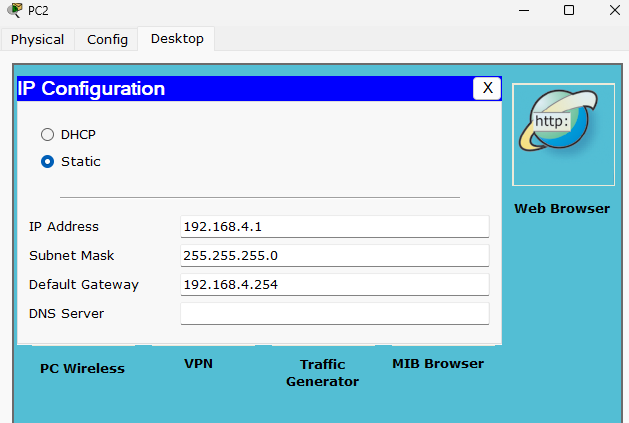 PC2
Physical Config Desktop
IP Configuration X
http:
DHCP
Static
Web Browser
IP Address 192.168.4.1
Subnet Mask 255.255.255.0
Default Gateway 192.168.4.254
DNS Server
PC Wireless
VPN
Traffic
Generator
MIB Browser